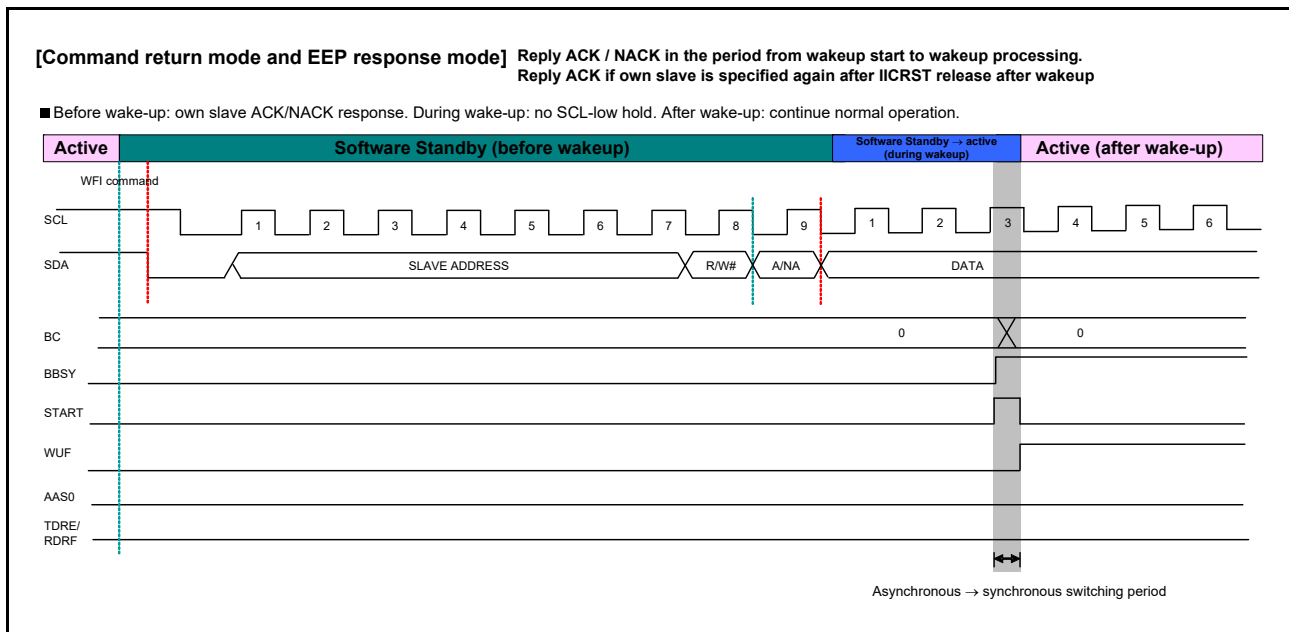 [Command return mode and EEP response mode] Reply ACK / NACK in the period from wakeup start to wakeup processing.
Reply ACK if own slave is specified again after IICRST release after wakeup
■ Before wake-up: own slave ACK/NACK response. During wake-up: no SCL-low hold. After wake-up: continue normal operation.
Active Software Standby (before wakeup) Software Standby → active Active (after wake-up)
(during wakeup)
WFI command
SCL 1 2 3 4 5 6 7 8 9 1 2 3 4 5 6
SDA SLAVE ADDRESS R/W# A/NA DATA
BC 0 0
BBSY
START
WUF
AAS0
TDRE/
RDRF
Asynchronous → synchronous switching period